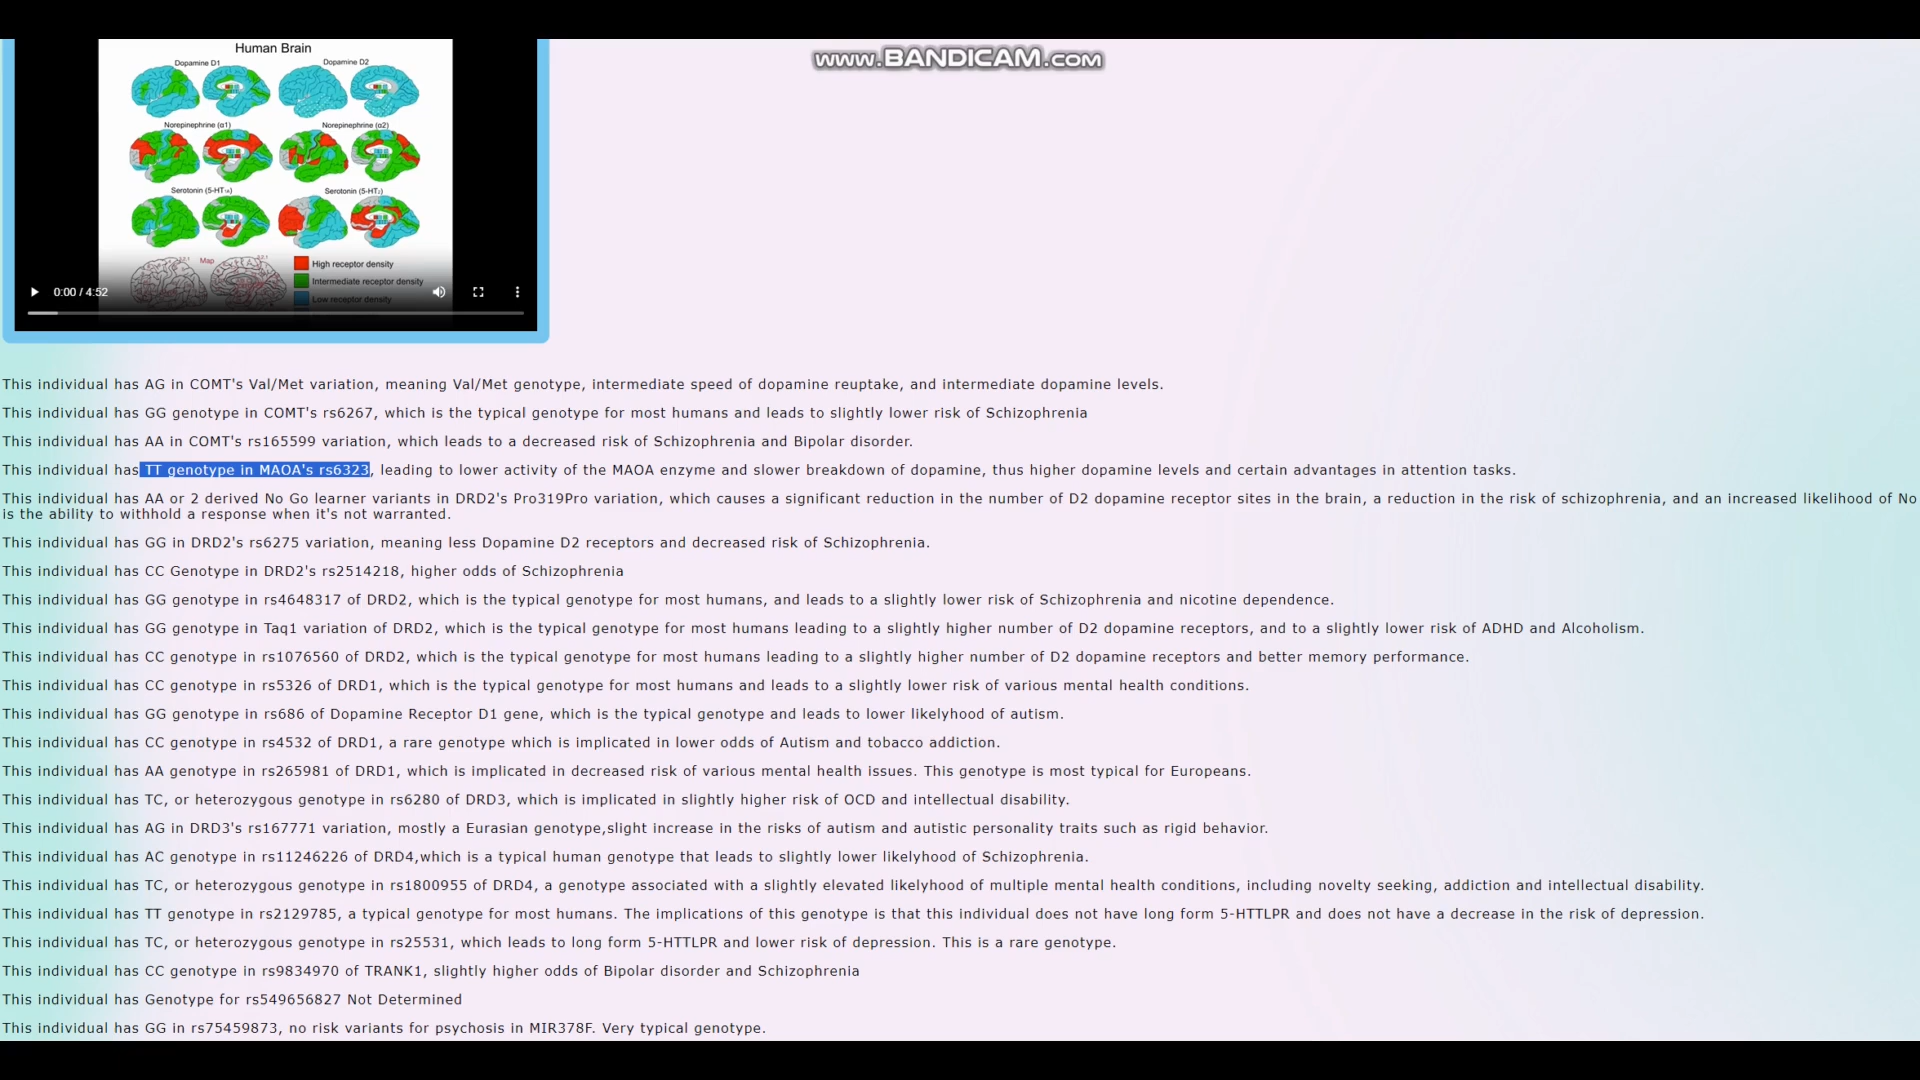 www.BANDICAM.com
Human Brain
Dopamine D1 Dopamine D2
Norepinephrine (α1) Norepinephrine (α2)
Serotonin (5-HT1A) Serotonin (5-HT2)
Map
High receptor density
Intermediate receptor density
Low receptor density
0:00 / 4:52
This individual has AG in COMT's Val/Met variation, meaning Val/Met genotype, intermediate speed of dopamine reuptake, and intermediate dopamine levels.
This individual has GG genotype in COMT's rs6267, which is the typical genotype for most humans and leads to slightly lower risk of Schizophrenia
This individual has AA in COMT's rs165599 variation, which leads to a decreased risk of Schizophrenia and Bipolar disorder.
This individual has TT genotype in MAOA's rs6323, leading to lower activity of the MAOA enzyme and slower breakdown of dopamine, thus higher dopamine levels and certain advantages in attention tasks.
This individual has AA or 2 derived No Go learner variants in DRD2's Pro319Pro variation, which causes a significant reduction in the number of D2 dopamine receptor sites in the brain, a reduction in the risk of schizophrenia, and an increased likelihood of No
is the ability to withhold a response when it's not warranted.
This individual has GG in DRD2's rs6275 variation, meaning less Dopamine D2 receptors and decreased risk of Schizophrenia.
This individual has CC Genotype in DRD2's rs2514218, higher odds of Schizophrenia
This individual has GG genotype in rs4648317 of DRD2, which is the typical genotype for most humans, and leads to a slightly lower risk of Schizophrenia and nicotine dependence.
This individual has GG genotype in Taq1 variation of DRD2, which is the typical genotype for most humans leading to a slightly higher number of D2 dopamine receptors, and to a slightly lower risk of ADHD and Alcoholism.
This individual has CC genotype in rs1076560 of DRD2, which is the typical genotype for most humans leading to a slightly higher number of D2 dopamine receptors and better memory performance.
This individual has CC genotype in rs5326 of DRD1, which is the typical genotype for most humans and leads to a slightly lower risk of various mental health conditions.
This individual has GG genotype in rs686 of Dopamine Receptor D1 gene, which is the typical genotype and leads to lower likelyhood of autism.
This individual has CC genotype in rs4532 of DRD1, a rare genotype which is implicated in lower odds of Autism and tobacco addiction.
This individual has AA genotype in rs265981 of DRD1, which is implicated in decreased risk of various mental health issues. This genotype is most typical for Europeans.
This individual has TC, or heterozygous genotype in rs6280 of DRD3, which is implicated in slightly higher risk of OCD and intellectual disability.
This individual has AG in DRD3's rs167771 variation, mostly a Eurasian genotype,slight increase in the risks of autism and autistic personality traits such as rigid behavior.
This individual has AC genotype in rs11246226 of DRD4,which is a typical human genotype that leads to slightly lower likelyhood of Schizophrenia.
This individual has TC, or heterozygous genotype in rs1800955 of DRD4, a genotype associated with a slightly elevated likelyhood of multiple mental health conditions, including novelty seeking, addiction and intellectual disability.
This individual has TT genotype in rs2129785, a typical genotype for most humans. The implications of this genotype is that this individual does not have long form 5-HTTLPR and does not have a decrease in the risk of depression.
This individual has TC, or heterozygous genotype in rs25531, which leads to long form 5-HTTLPR and lower risk of depression. This is a rare genotype.
This individual has CC genotype in rs9834970 of TRANK1, slightly higher odds of Bipolar disorder and Schizophrenia
This individual has Genotype for rs549656827 Not Determined
This individual has GG in rs75459873, no risk variants for psychosis in MIR378F. Very typical genotype.